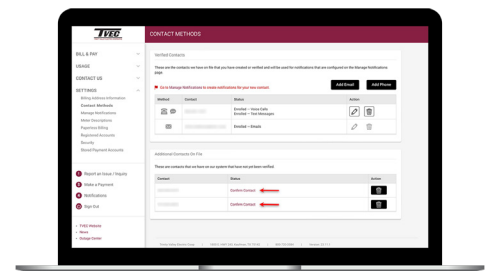 TVEC
CONTACT METHODS
BILL & PAY
USAGE
CONTACT US
SETTINGS
Billing Address Information
Contact Methods
Manage Notifications
Meter Descriptions
Paperless Billing
Registered Accounts
Security
Stored Payment Accounts
Report an Issue / Inquiry
Make a Payment
Notifications
Sign Out
TVEC Website
News
Outage Center
Verified Contacts
These are the contacts we have on file that you have created or verified and will be used for notifications that are configured on the Manage Notifications
page.
Go to Manage Notifications to create notifications for your new contact.
Add Email
Add Phone
Method Contact Status Action
Enrolled — Voice Calls
Enrolled — Text Messages
Enrolled — Emails
Additional Contacts On File
These are contacts that we have on our system that have not yet been verified.
Contact Status Action
Confirm Contact
Confirm Contact